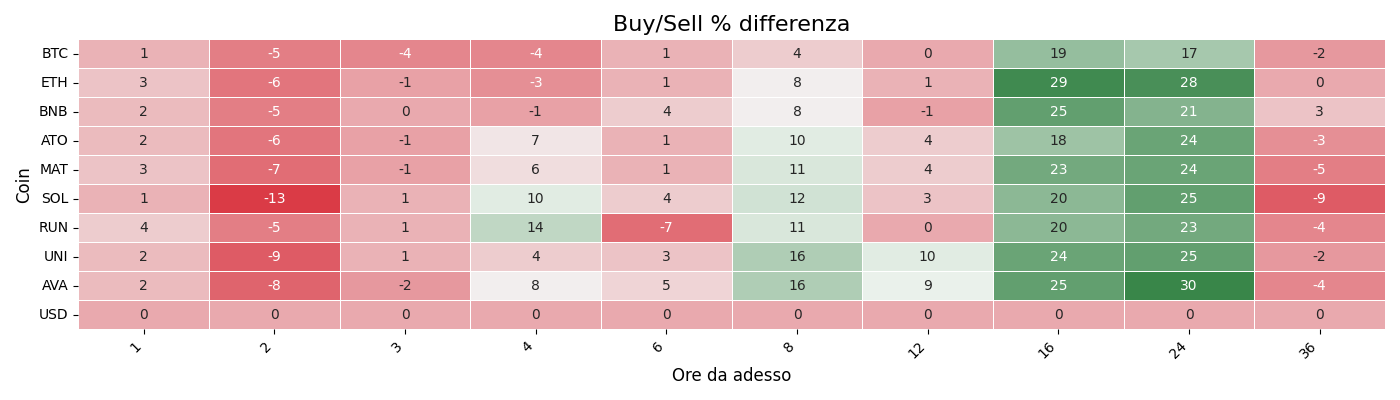 Buy/Sell % differenza
Coin
BTC 1 -5 -4 -4 1 4 0 19 17 -2
ETH 3 -6 -1 -3 1 8 1 29 28 0
BNB 2 -5 0 -1 4 8 -1 25 21 3
ATO 2 -6 -1 7 1 10 4 18 24 -3
MAT 3 -7 -1 6 1 11 4 23 24 -5
SOL 1 -13 1 10 4 12 3 20 25 -9
RUN 4 -5 1 14 -7 11 0 20 23 -4
UNI 2 -9 1 4 3 16 10 24 25 -2
AVA 2 -8 -2 8 5 16 9 25 30 -4
USD 0 0 0 0 0 0 0 0 0 0
1 2 3 4 6 8 12 16 24 36
Ore da adesso